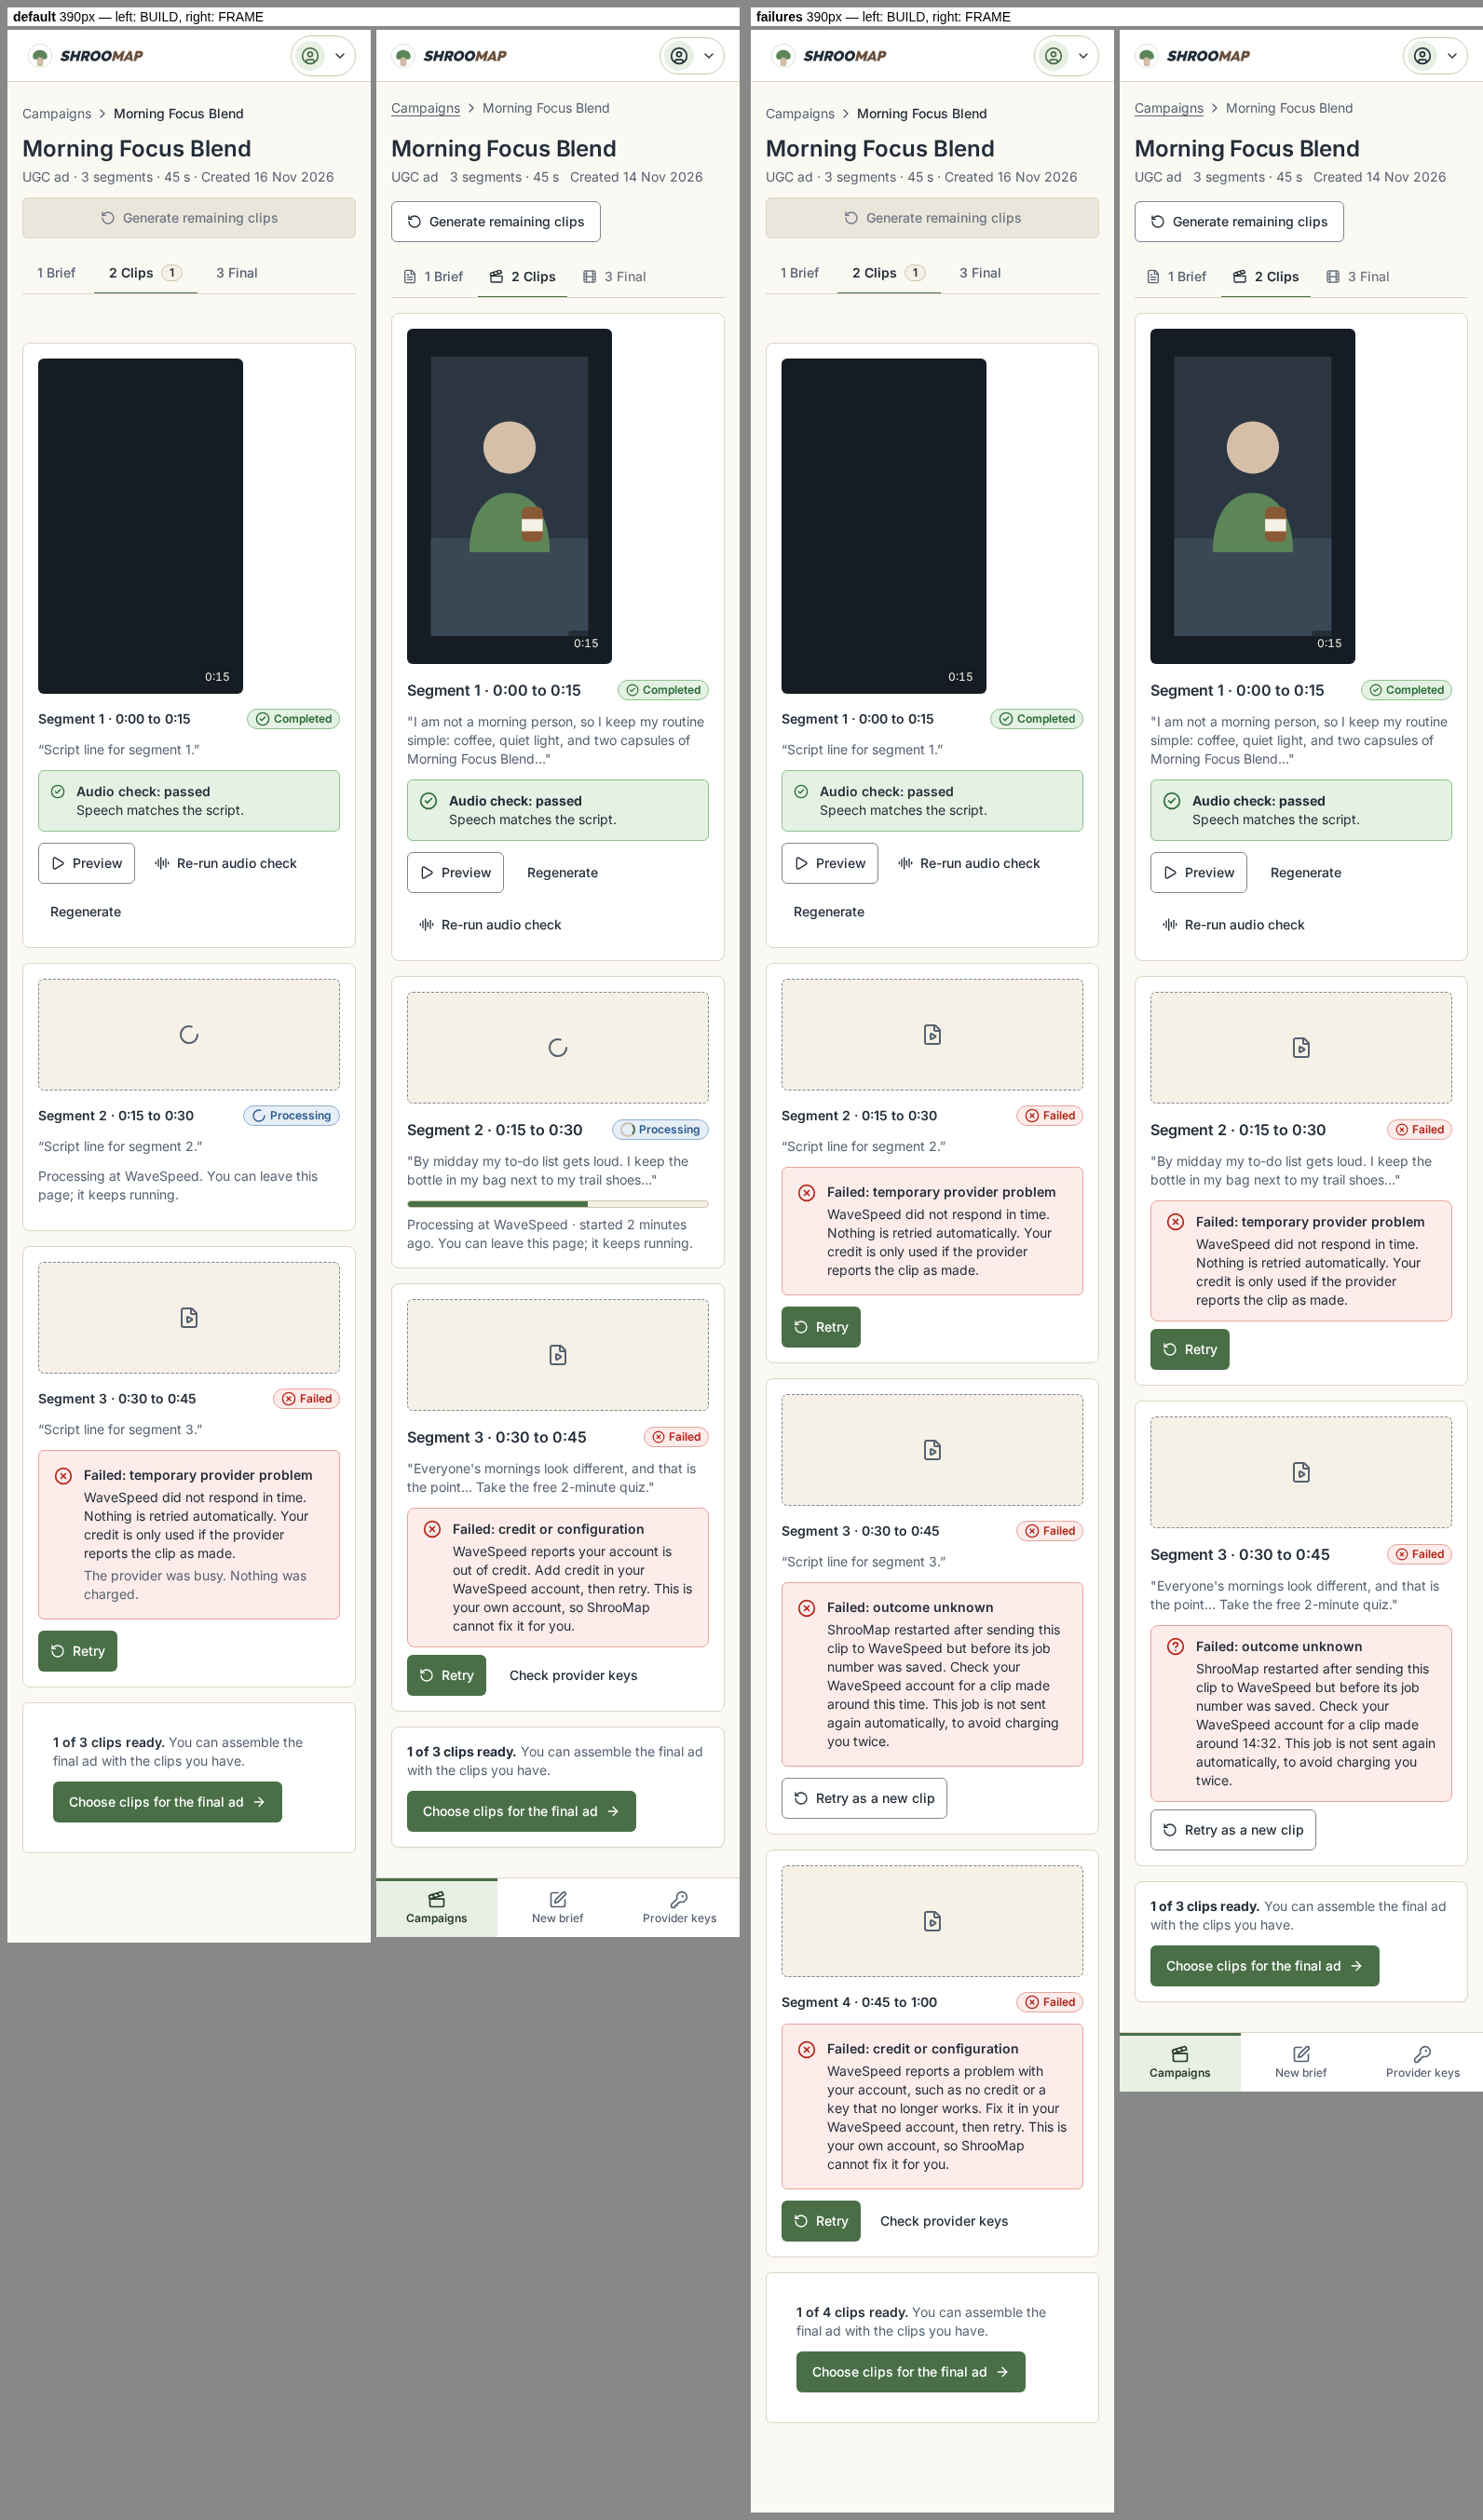 default 390px — left: BUILD, right: FRAME
SHROOMAP
Campaigns > Morning Focus Blend
Morning Focus Blend
UGC ad · 3 segments · 45 s · Created 16 Nov 2026
Generate remaining clips
1 Brief 2 Clips 1 3 Final
0:15
Segment 1 · 0:00 to 0:15 Completed
“Script line for segment 1.”
Audio check: passed
Speech matches the script.
Preview Re-run audio check
Regenerate
Segment 2 · 0:15 to 0:30 Processing
“Script line for segment 2.”
Processing at WaveSpeed. You can leave this
page; it keeps running.
Segment 3 · 0:30 to 0:45 Failed
“Script line for segment 3.”
Failed: temporary provider problem
WaveSpeed did not respond in time.
Nothing is retried automatically. Your
credit is only used if the provider
reports the clip as made.
The provider was busy. Nothing was
charged.
Retry
1 of 3 clips ready. You can assemble the
final ad with the clips you have.
Choose clips for the final ad
SHROOMAP
Campaigns > Morning Focus Blend
Morning Focus Blend
UGC ad 3 segments · 45 s Created 14 Nov 2026
Generate remaining clips
1 Brief 2 Clips 3 Final
0:15
Segment 1 · 0:00 to 0:15 Completed
"I am not a morning person, so I keep my routine
simple: coffee, quiet light, and two capsules of
Morning Focus Blend..."
Audio check: passed
Speech matches the script.
Preview Regenerate
Re-run audio check
Segment 2 · 0:15 to 0:30 Processing
"By midday my to-do list gets loud. I keep the
bottle in my bag next to my trail shoes..."
Processing at WaveSpeed · started 2 minutes
ago. You can leave this page; it keeps running.
Segment 3 · 0:30 to 0:45 Failed
"Everyone's mornings look different, and that is
the point... Take the free 2-minute quiz."
Failed: credit or configuration
WaveSpeed reports your account is
out of credit. Add credit in your
WaveSpeed account, then retry. This is
your own account, so ShrooMap
cannot fix it for you.
Retry Check provider keys
1 of 3 clips ready. You can assemble the final ad
with the clips you have.
Choose clips for the final ad
Campaigns New brief Provider keys
failures 390px — left: BUILD, right: FRAME
SHROOMAP
Campaigns > Morning Focus Blend
Morning Focus Blend
UGC ad · 3 segments · 45 s · Created 16 Nov 2026
Generate remaining clips
1 Brief 2 Clips 1 3 Final
0:15
Segment 1 · 0:00 to 0:15 Completed
“Script line for segment 1.”
Audio check: passed
Speech matches the script.
Preview Re-run audio check
Regenerate
Segment 2 · 0:15 to 0:30 Failed
“Script line for segment 2.”
Failed: temporary provider problem
WaveSpeed did not respond in time.
Nothing is retried automatically. Your
credit is only used if the provider
reports the clip as made.
Retry
Segment 3 · 0:30 to 0:45 Failed
“Script line for segment 3.”
Failed: outcome unknown
ShrooMap restarted after sending this
clip to WaveSpeed but before its job
number was saved. Check your
WaveSpeed account for a clip made
around this time. This job is not sent
again automatically, to avoid charging
you twice.
Retry as a new clip
Segment 4 · 0:45 to 1:00 Failed
Failed: credit or configuration
WaveSpeed reports a problem with
your account, such as no credit or a
key that no longer works. Fix it in your
WaveSpeed account, then retry. This is
your own account, so ShrooMap
cannot fix it for you.
Retry Check provider keys
1 of 4 clips ready. You can assemble the
final ad with the clips you have.
Choose clips for the final ad
SHROOMAP
Campaigns > Morning Focus Blend
Morning Focus Blend
UGC ad 3 segments · 45 s Created 14 Nov 2026
Generate remaining clips
1 Brief 2 Clips 3 Final
0:15
Segment 1 · 0:00 to 0:15 Completed
"I am not a morning person, so I keep my routine
simple: coffee, quiet light, and two capsules of
Morning Focus Blend..."
Audio check: passed
Speech matches the script.
Preview Regenerate
Re-run audio check
Segment 2 · 0:15 to 0:30 Failed
"By midday my to-do list gets loud. I keep the
bottle in my bag next to my trail shoes..."
Failed: temporary provider problem
WaveSpeed did not respond in time.
Nothing is retried automatically. Your
credit is only used if the provider
reports the clip as made.
Retry
Segment 3 · 0:30 to 0:45 Failed
"Everyone's mornings look different, and that is
the point... Take the free 2-minute quiz."
Failed: outcome unknown
ShrooMap restarted after sending this
clip to WaveSpeed but before its job
number was saved. Check your
WaveSpeed account for a clip made
around 14:32. This job is not sent again
automatically, to avoid charging you
twice.
Retry as a new clip
1 of 3 clips ready. You can assemble the final ad
with the clips you have.
Choose clips for the final ad
Campaigns New brief Provider keys